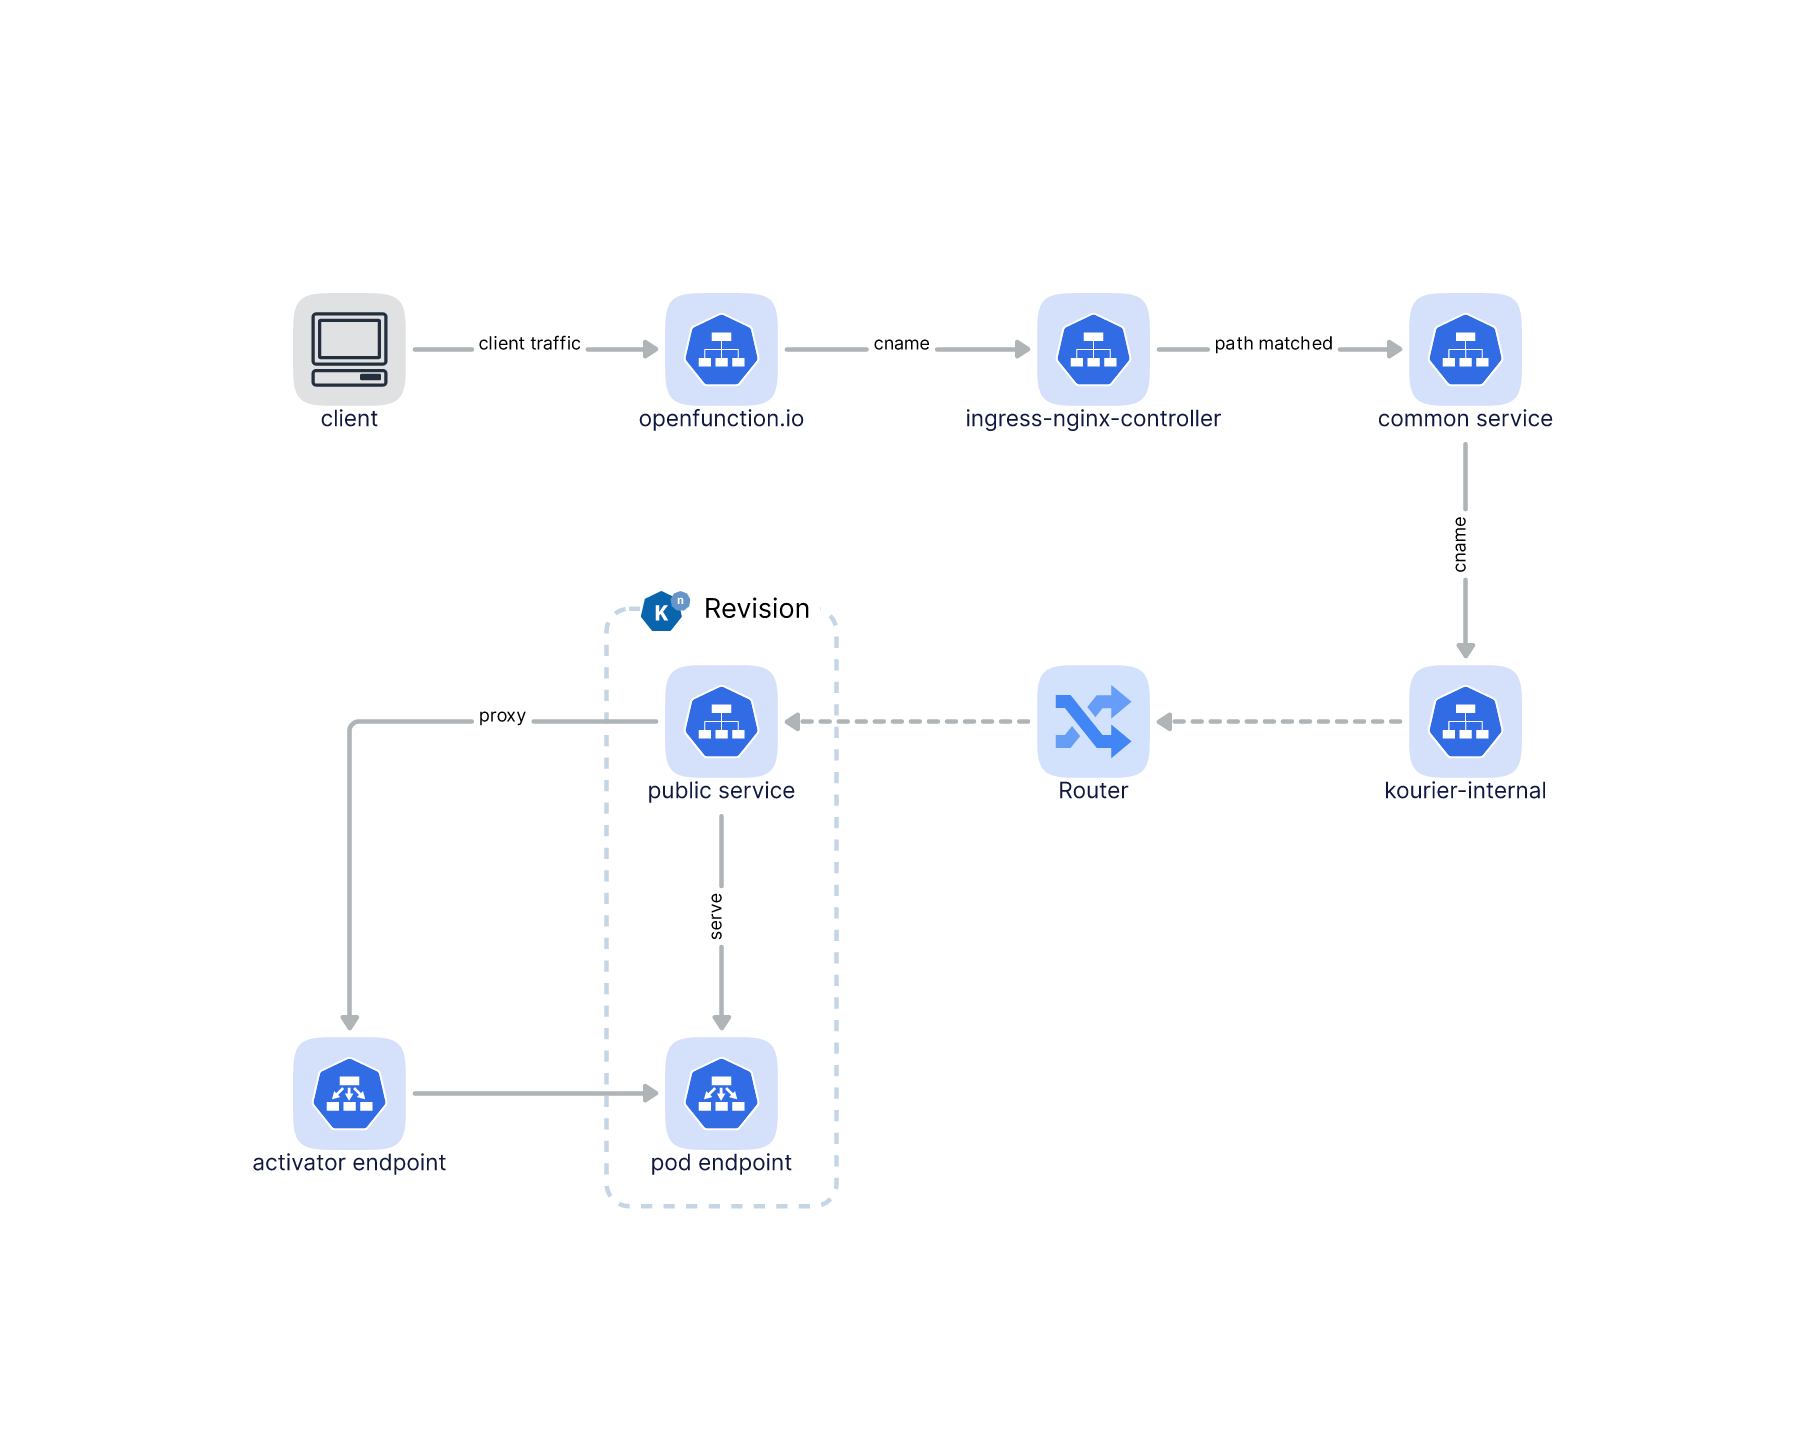 client traffic
cname
path matched
client
openfunction.io
ingress-nginx-controller
common service
cname
K
n
Revision
proxy
public service
Router
kourier-internal
serve
activator endpoint
pod endpoint